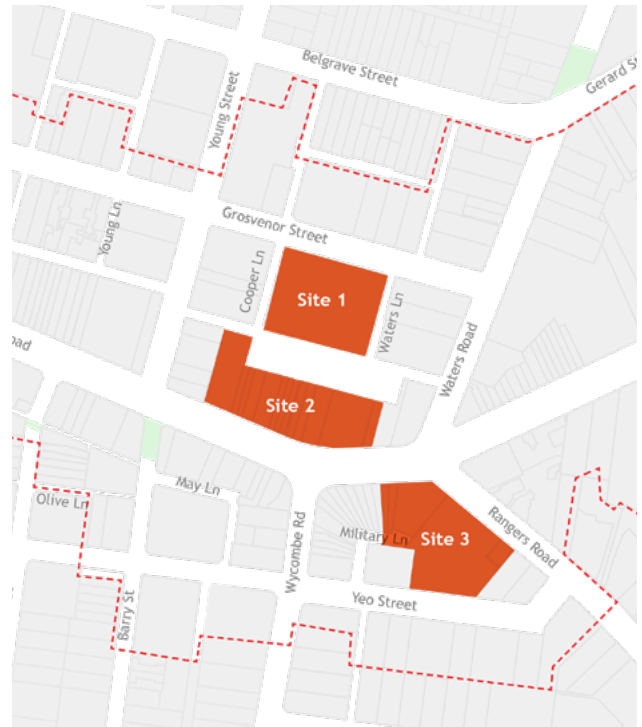 Belgrave Street
Gerard S
Young Street
Grosvenor Street
Young Ln
Cooper Ln
Site 1
Waters Ln
Waters Road
oad
Site 2
May Ln
Olive Ln
Wycombe Rd
Military Ln
Site 3
Rangers Road
Yeo Street
Barry St